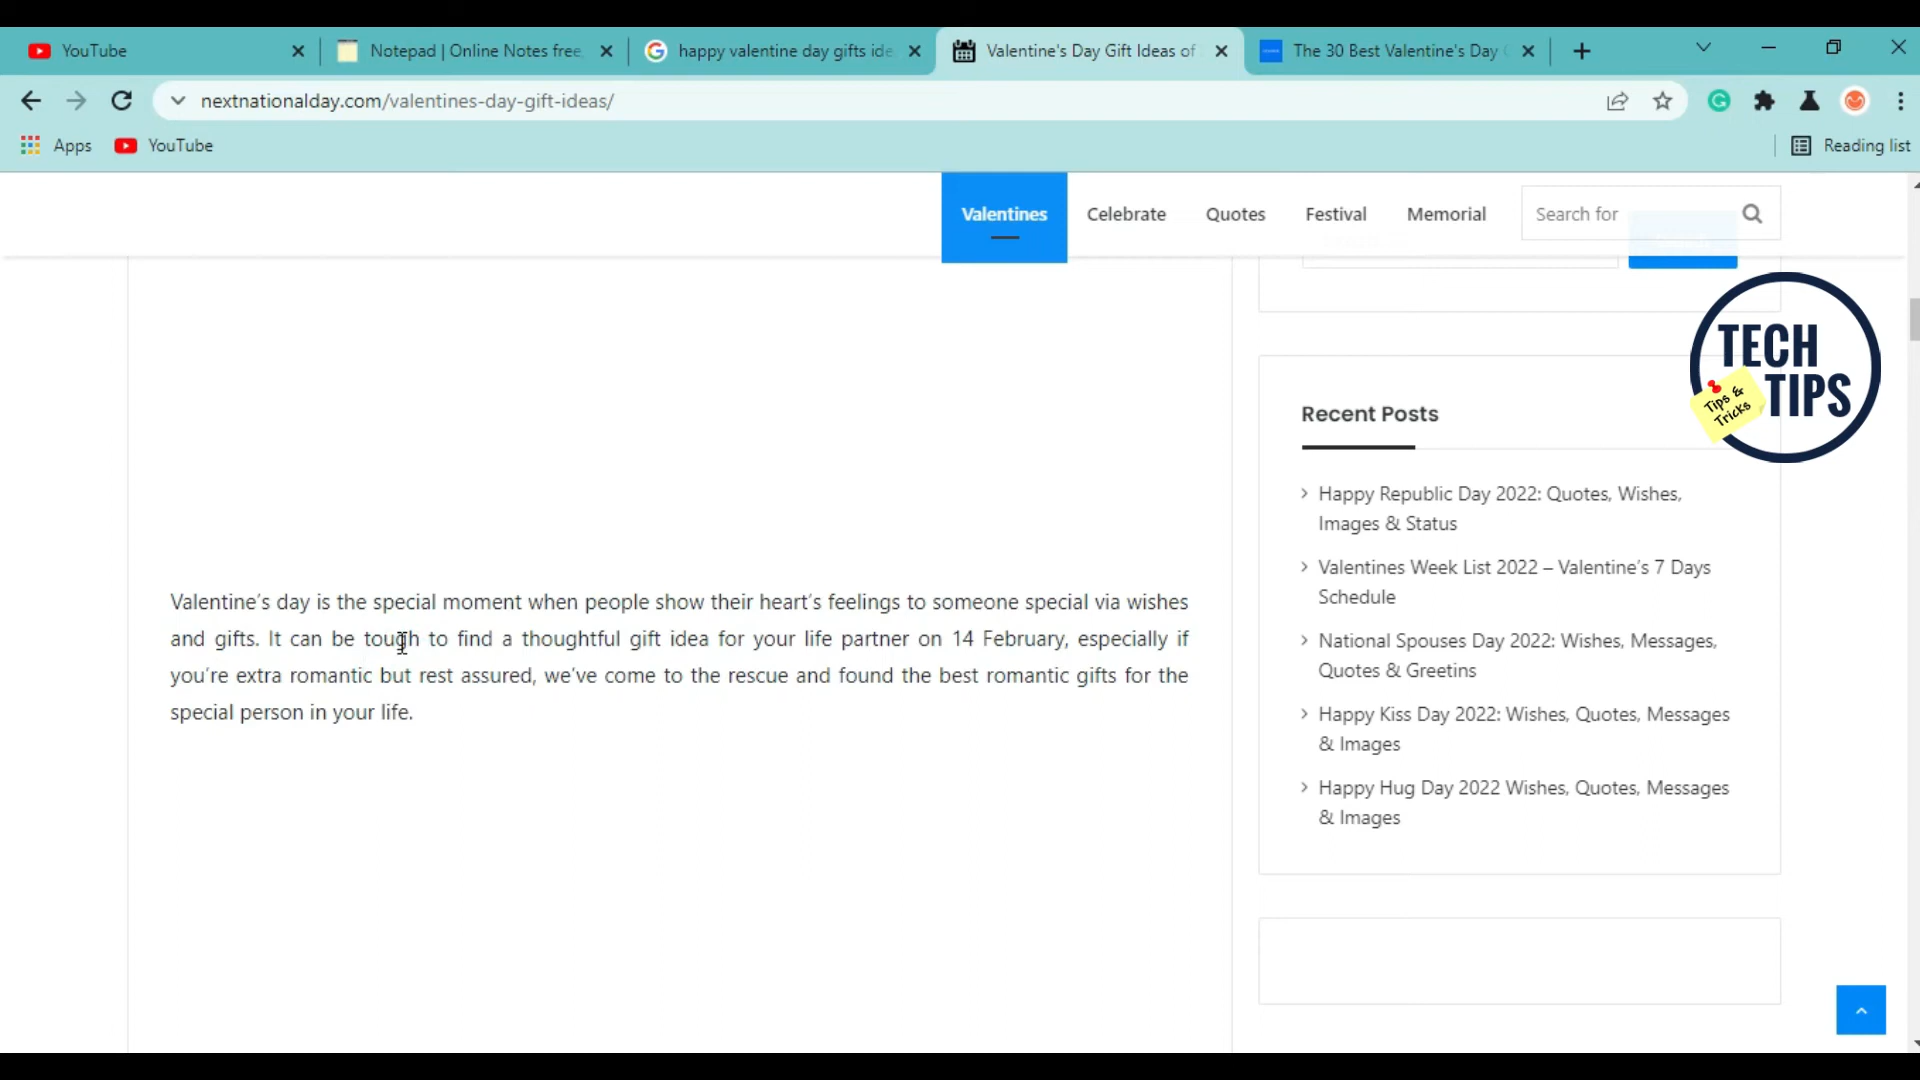 YouTube
Notepad | Online Notes free
happy valentine day gifts ide
Valentine's Day Gift Ideas of
The 30 Best Valentine's Day
nextnationalday.com/valentines-day-gift-ideas/
Apps
YouTube
Reading list
Valentines
Celebrate
Quotes
Festival
Memorial
Search for
TECH
TIPS
Tips &
Tricks
Valentine’s day is the special moment when people show their heart’s feelings to someone special via wishes
and gifts. It can be tough to find a thoughtful gift idea for your life partner on 14 February, especially if
you’re extra romantic but rest assured, we’ve come to the rescue and found the best romantic gifts for the
special person in your life.
Recent Posts
Happy Republic Day 2022: Quotes, Wishes,
Images & Status
Valentines Week List 2022 – Valentine’s 7 Days
Schedule
National Spouses Day 2022: Wishes, Messages,
Quotes & Greetins
Happy Kiss Day 2022: Wishes, Quotes, Messages
& Images
Happy Hug Day 2022 Wishes, Quotes, Messages
& Images